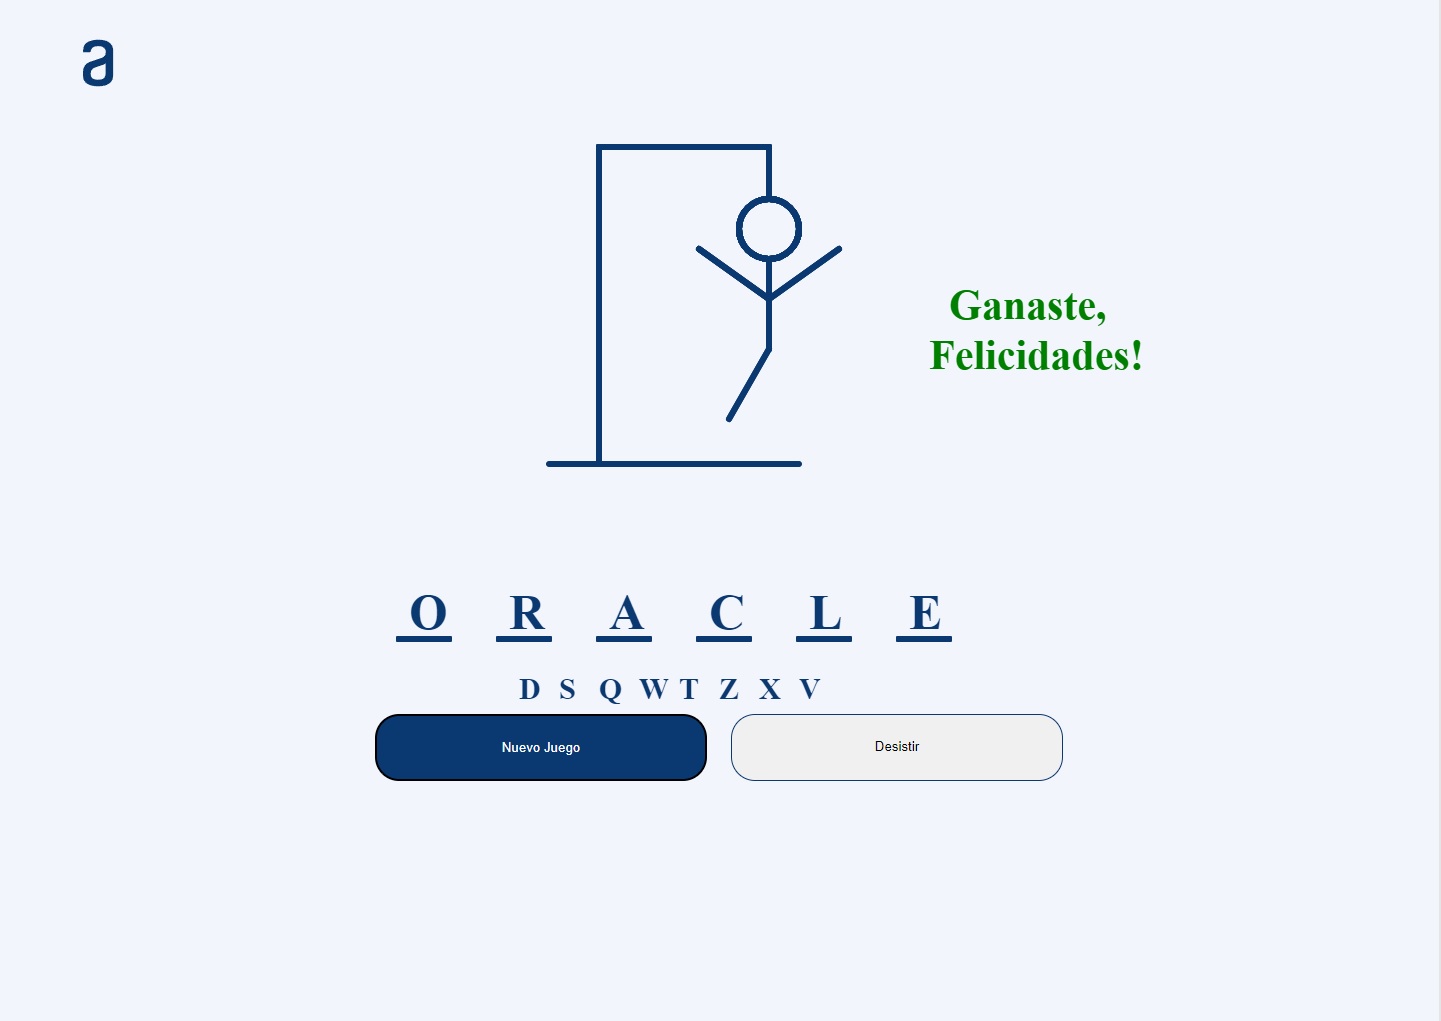 a
Ganaste,
Felicidades!
O R A C L E
D S Q W T Z X V
Nuevo Juego
Desistir